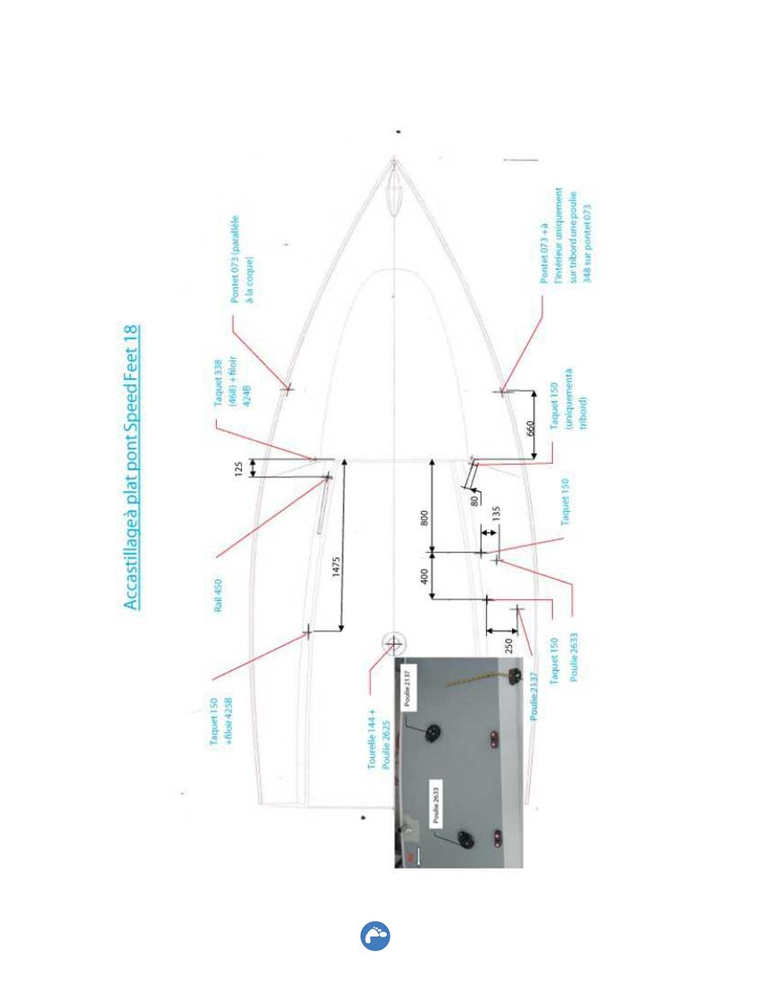 Accastillageà plat pont SpeedFeet 18
Taquet 150
+filoir 425B
Rail 450
Taquet 338
(468) + filoir
424B
Pontet 073 (parallèle
à la coque)
125
1475
Tourelle 144 +
Poulie 2625
800
400
80
135
250
660
Pontet 073 + à
l'intérieur uniquement
sur tribord une poulie
348 sur pontet 073
Taquet 150
(uniquementà
tribord)
Taquet 150
Poulie 2633
Taquet 150
Poulie 2137
Poulie 2137
Poulie 2633